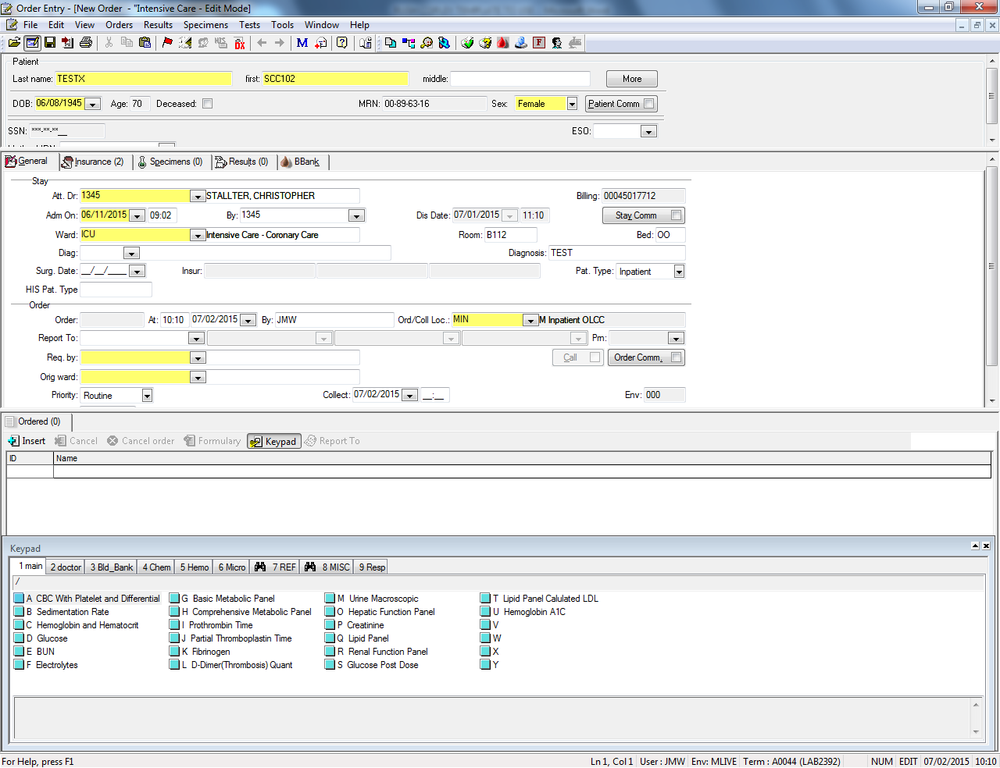 Order Entry - [New Order  - "Intensive Care - Edit Mode]
File Edit View Orders Results Specimens Tests Tools Window Help
Patient
Last name: TESTX first: SCC102 middle: More
DOB: 06/08/1945 Age: 70 Deceased: MRN: 00-89-63-16 Sex: Female Patient Comm
SSN: ***-**-**__ ESO:
General Insurance (2) Specimens (0) Results (0) BBank
Stay
Att. Dr: 1345 STALLTER, CHRISTOPHER Billing: 00045017712
Adm On: 06/11/2015 09:02 By: 1345 Dis Date: 07/01/2015 11:10 Stay Comm
Ward: ICU Intensive Care - Coronary Care Room: B112 Bed: OO
Diag: Diagnosis: TEST
Surg. Date: __/__/____ Insur: Pat. Type: Inpatient
HIS Pat. Type
Order
Order: At: 10:10 07/02/2015 By: JMW Ord/Coll Loc.: MIN M Inpatient OLCC
Report To: Prn:
Req. by: Call Order Comm.
Orig ward:
Priority: Routine Collect: 07/02/2015 __:__ Env: 000
Ordered (0)
Insert Cancel Cancel order Formulary Keypad Report To
ID Name
Keypad
1 main 2 doctor 3 Bld_Bank 4 Chem 5 Hemo 6 Micro 7 REF 8 MISC 9 Resp
/
A CBC With Platelet and Differential G Basic Metabolic Panel M Urine Macroscopic T Lipid Panel Calulated LDL
B Sedimentation Rate H Comprehensive Metabolic Panel O Hepatic Function Panel U Hemoglobin A1C
C Hemoglobin and Hematocrit I Prothrombin Time P Creatinine V
D Glucose J Partial Thromboplastin Time Q Lipid Panel W
E BUN K Fibrinogen R Renal Function Panel X
F Electrolytes L D-Dimer(Thrombosis) Quant S Glucose Post Dose Y
For Help, press F1 Ln 1, Col 1 User : JMW Env: MLIVE Term : A0044 (LAB2392) NUM EDIT 07/02/2015 10:10